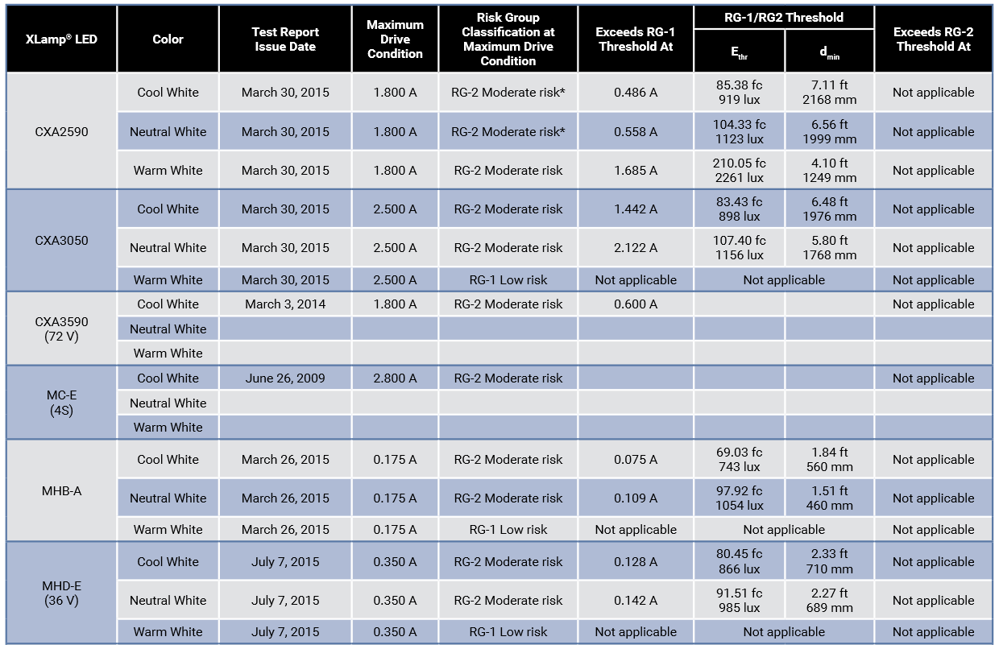 XLamp® LED
Color
Test Report
Issue Date
Maximum
Drive
Condition
Risk Group
Classification at
Maximum Drive
Condition
Exceeds RG-1
Threshold At
RG-1/RG2 Threshold
Ethr
dmin
Exceeds RG-2
Threshold At
CXA2590
Cool White
March 30, 2015
1.800 A
RG-2 Moderate risk*
0.486 A
85.38 fc
919 lux
7.11 ft
2168 mm
Not applicable
Neutral White
March 30, 2015
1.800 A
RG-2 Moderate risk*
0.558 A
104.33 fc
1123 lux
6.56 ft
1999 mm
Not applicable
Warm White
March 30, 2015
1.800 A
RG-2 Moderate risk
1.685 A
210.05 fc
2261 lux
4.10 ft
1249 mm
Not applicable
CXA3050
Cool White
March 30, 2015
2.500 A
RG-2 Moderate risk
1.442 A
83.43 fc
898 lux
6.48 ft
1976 mm
Not applicable
Neutral White
March 30, 2015
2.500 A
RG-2 Moderate risk
2.122 A
107.40 fc
1156 lux
5.80 ft
1768 mm
Not applicable
Warm White
March 30, 2015
2.500 A
RG-1 Low risk
Not applicable
Not applicable
Not applicable
CXA3590
(72 V)
Cool White
March 3, 2014
1.800 A
RG-2 Moderate risk
0.600 A
Not applicable
Neutral White
Warm White
MC-E
(4S)
Cool White
June 26, 2009
2.800 A
RG-2 Moderate risk
Not applicable
Neutral White
Warm White
MHB-A
Cool White
March 26, 2015
0.175 A
RG-2 Moderate risk
0.075 A
69.03 fc
743 lux
1.84 ft
560 mm
Not applicable
Neutral White
March 26, 2015
0.175 A
RG-2 Moderate risk
0.109 A
97.92 fc
1054 lux
1.51 ft
460 mm
Not applicable
Warm White
March 26, 2015
0.175 A
RG-1 Low risk
Not applicable
Not applicable
Not applicable
MHD-E
(36 V)
Cool White
July 7, 2015
0.350 A
RG-2 Moderate risk
0.128 A
80.45 fc
866 lux
2.33 ft
710 mm
Not applicable
Neutral White
July 7, 2015
0.350 A
RG-2 Moderate risk
0.142 A
91.51 fc
985 lux
2.27 ft
689 mm
Not applicable
Warm White
July 7, 2015
0.350 A
RG-1 Low risk
Not applicable
Not applicable
Not applicable